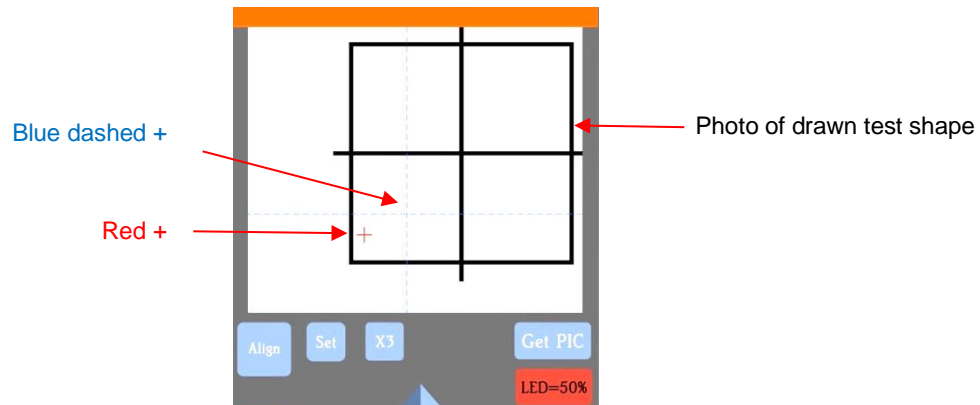 Photo of drawn test shape
Blue dashed +
Red +
Align
Set
X3
Get PIC
LED=50%